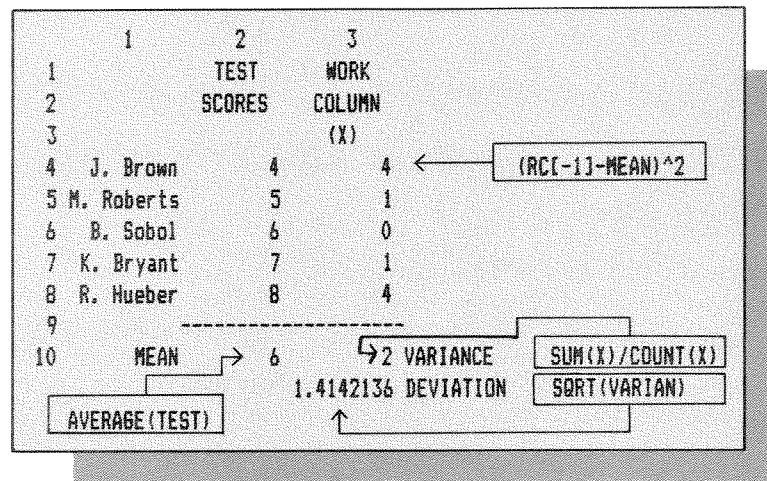 1 2 3
1 TEST WORK
2 SCORES COLUMN
3 (X)
4 J. Brown 4 4 (RC[-1]-MEAN)^2
5 M. Roberts 5 1
6 B. Sobol 6 0
7 K. Bryant 7 1
8 R. Hueber 8 4
9 --------------------
10 MEAN 6 2 VARIANCE SUM(X)/COUNT(X)
1.4142136 DEVIATION SQRT(VARIAN)
AVERAGE(TEST)